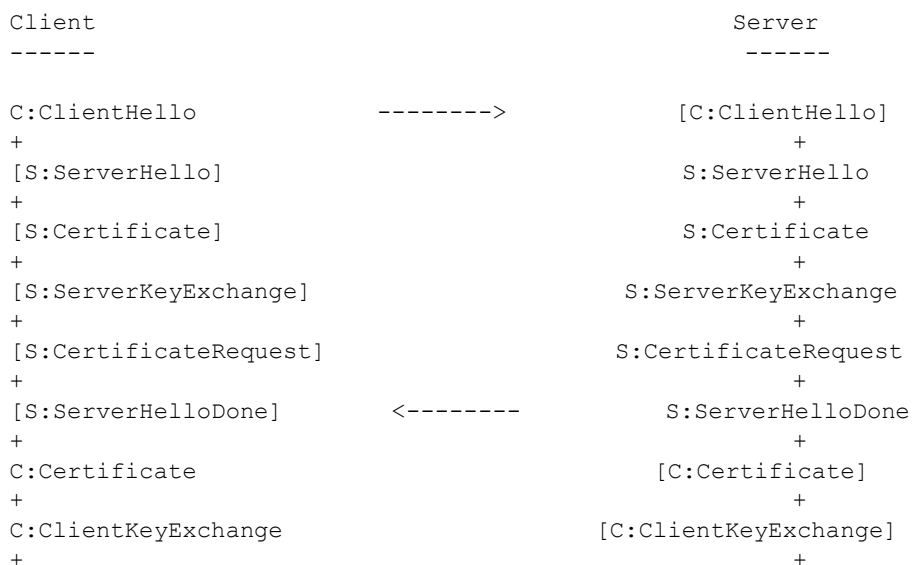 Client Server
------ ------
C:ClientHello --------> [C:ClientHello]
+ +
[S:ServerHello] S:ServerHello
+ +
[S:Certificate] S:Certificate
+ +
[S:ServerKeyExchange] S:ServerKeyExchange
+ +
[S:CertificateRequest] S:CertificateRequest
+ +
[S:ServerHelloDone] <-------- S:ServerHelloDone
+ +
C:Certificate [C:Certificate]
+ +
C:ClientKeyExchange [C:ClientKeyExchange]
+ +